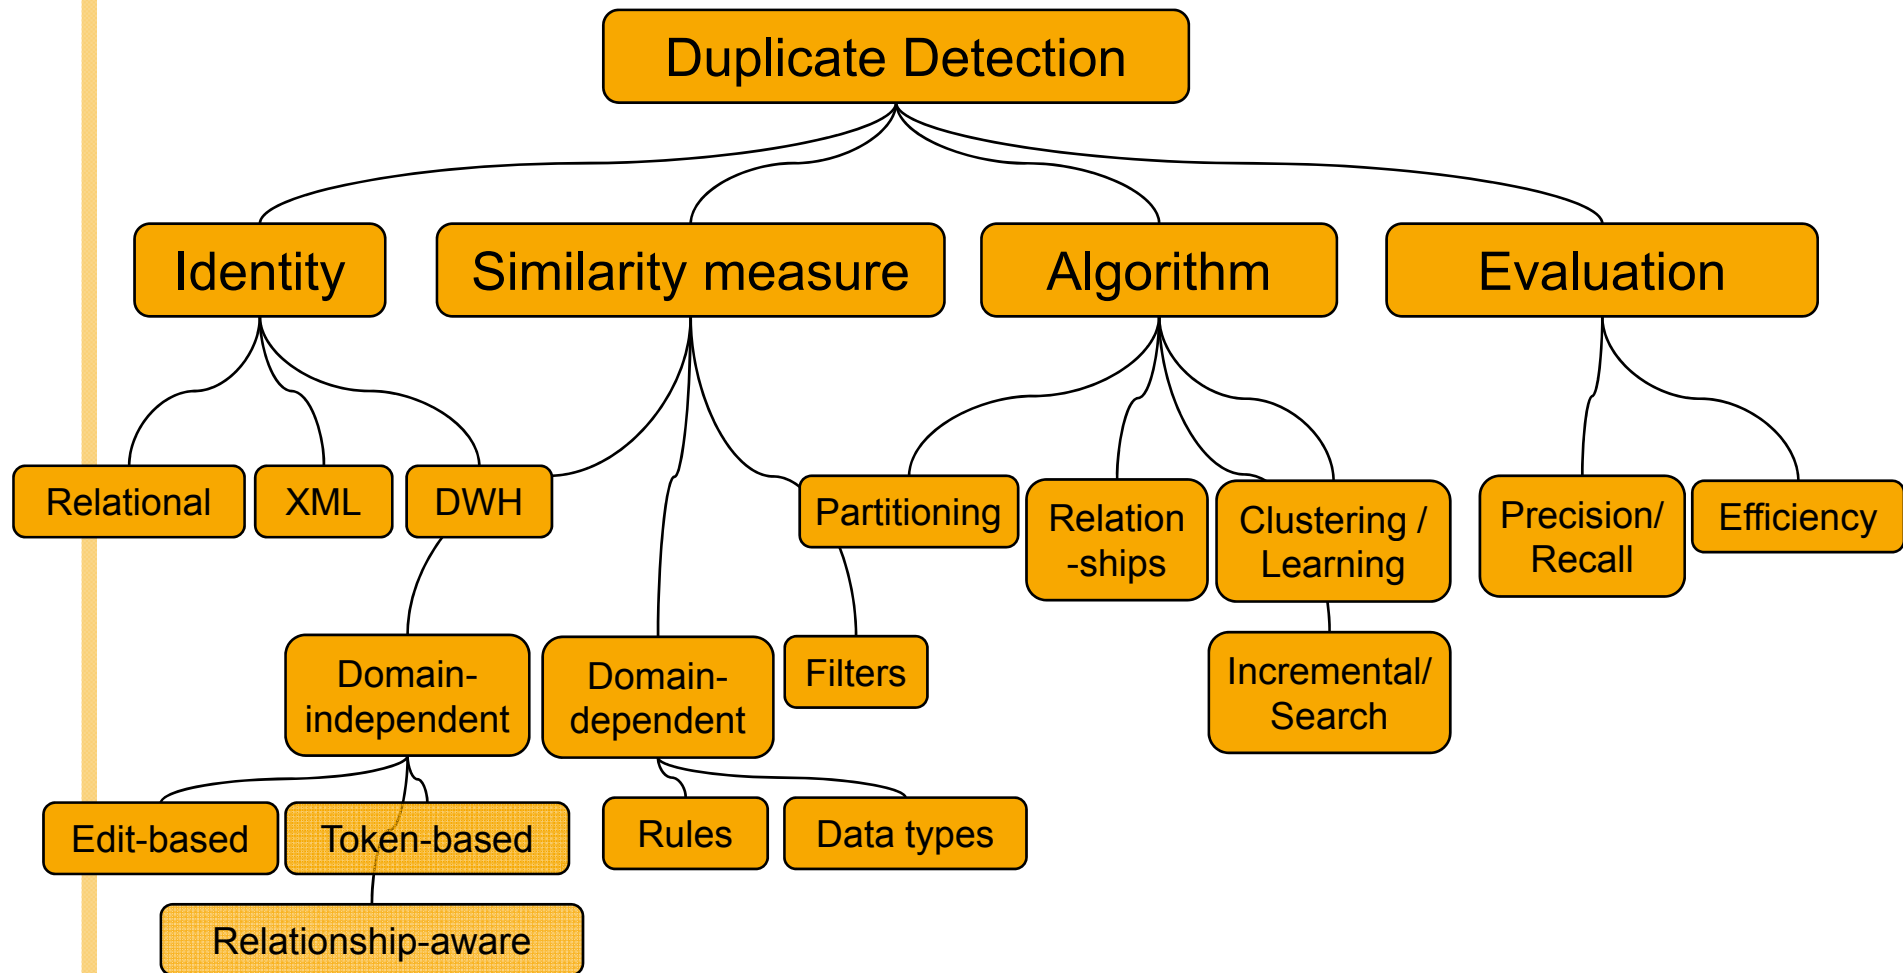 Duplicate Detection
Identity
Similarity measure
Algorithm
Evaluation
Relational
XML
DWH
Partitioning
Relation
-ships
Clustering /
Learning
Precision/
Recall
Efficiency
Domain-
independent
Domain-
dependent
Filters
Incremental/
Search
Edit-based
Token-based
Rules
Data types
Relationship-aware